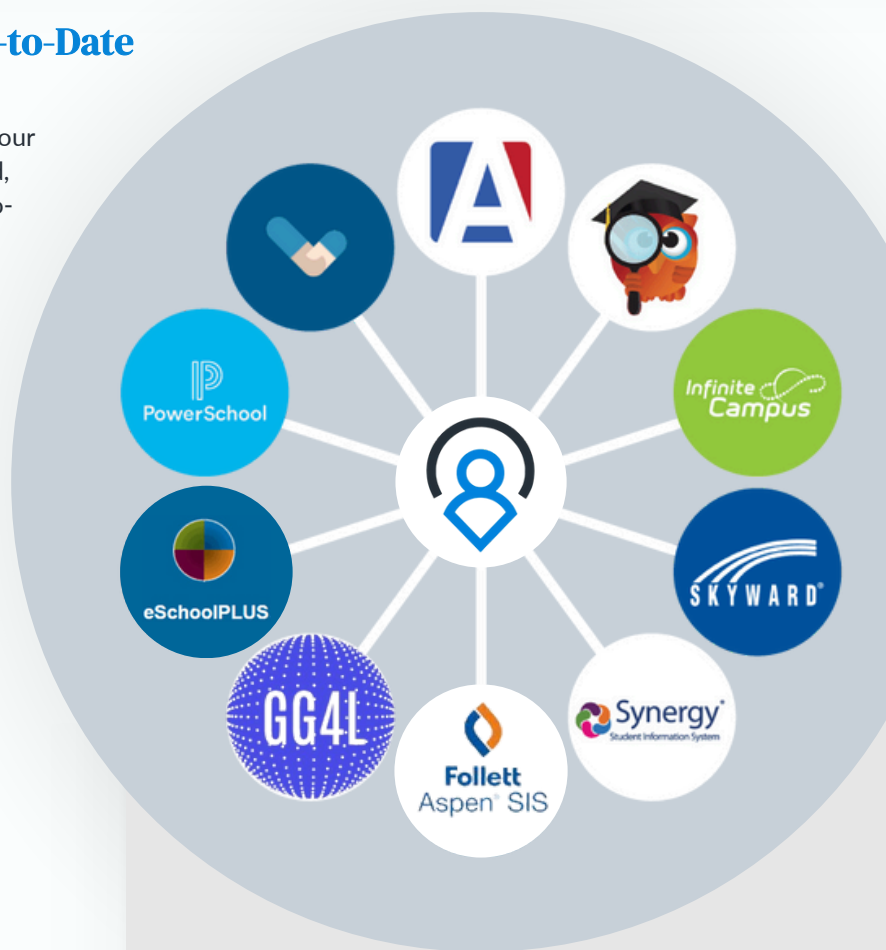 -to-Date
our
l,
o-
A
PowerSchool
Infinite
Campus
eSchoolPLUS
SKYWARD®
GG4L
Synergy®
Student Information System
Follett
Aspen® SIS